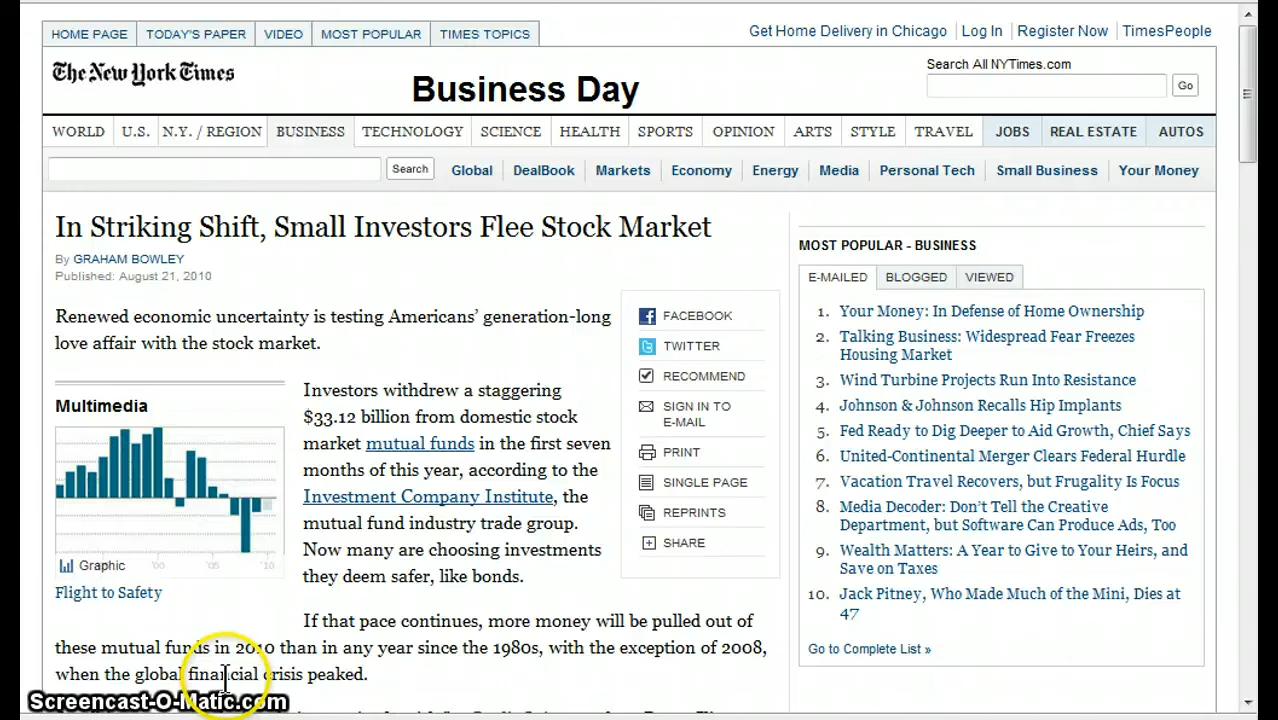 HOME PAGE TODAY'S PAPER VIDEO MOST POPULAR TIMES TOPICS
Get Home Delivery in Chicago Log In Register Now TimesPeople
The New York Times
Business Day
Search All NYTimes.com
Go
WORLD U.S. N.Y. / REGION BUSINESS TECHNOLOGY SCIENCE HEALTH SPORTS OPINION ARTS STYLE TRAVEL JOBS REAL ESTATE AUTOS
Search Global DealBook Markets Economy Energy Media Personal Tech Small Business Your Money
In Striking Shift, Small Investors Flee Stock Market
By GRAHAM BOWLEY
Published: August 21, 2010
Renewed economic uncertainty is testing Americans' generation-long
love affair with the stock market.
Multimedia
'00 '05 '10
Graphic
Flight to Safety
Investors withdrew a staggering
$33.12 billion from domestic stock
market mutual funds in the first seven
months of this year, according to the
Investment Company Institute, the
mutual fund industry trade group.
Now many are choosing investments
they deem safer, like bonds.
If that pace continues, more money will be pulled out of
these mutual funds in 2010 than in any year since the 1980s, with the exception of 2008,
when the global financial crisis peaked.
FACEBOOK
TWITTER
RECOMMEND
SIGN IN TO
E-MAIL
PRINT
SINGLE PAGE
REPRINTS
SHARE
MOST POPULAR - BUSINESS
E-MAILED BLOGGED VIEWED
1. Your Money: In Defense of Home Ownership
2. Talking Business: Widespread Fear Freezes
Housing Market
3. Wind Turbine Projects Run Into Resistance
4. Johnson & Johnson Recalls Hip Implants
5. Fed Ready to Dig Deeper to Aid Growth, Chief Says
6. United-Continental Merger Clears Federal Hurdle
7. Vacation Travel Recovers, but Frugality Is Focus
8. Media Decoder: Don't Tell the Creative
Department, but Software Can Produce Ads, Too
9. Wealth Matters: A Year to Give to Your Heirs, and
Save on Taxes
10. Jack Pitney, Who Made Much of the Mini, Dies at
47
Go to Complete List »
Screencast-O-Matic.com